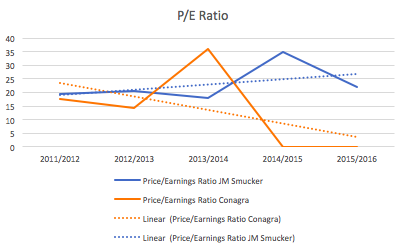 P/E Ratio
40
35
30
25
20
15
10
5
0
2011/2012 2012/2013 2013/2014 2014/2015 2015/2016
Price/Earnings Ratio JM Smucker
Price/Earnings Ratio Conagra
Linear (Price/Earnings Ratio Conagra)
Linear (Price/Earnings Ratio JM Smucker)